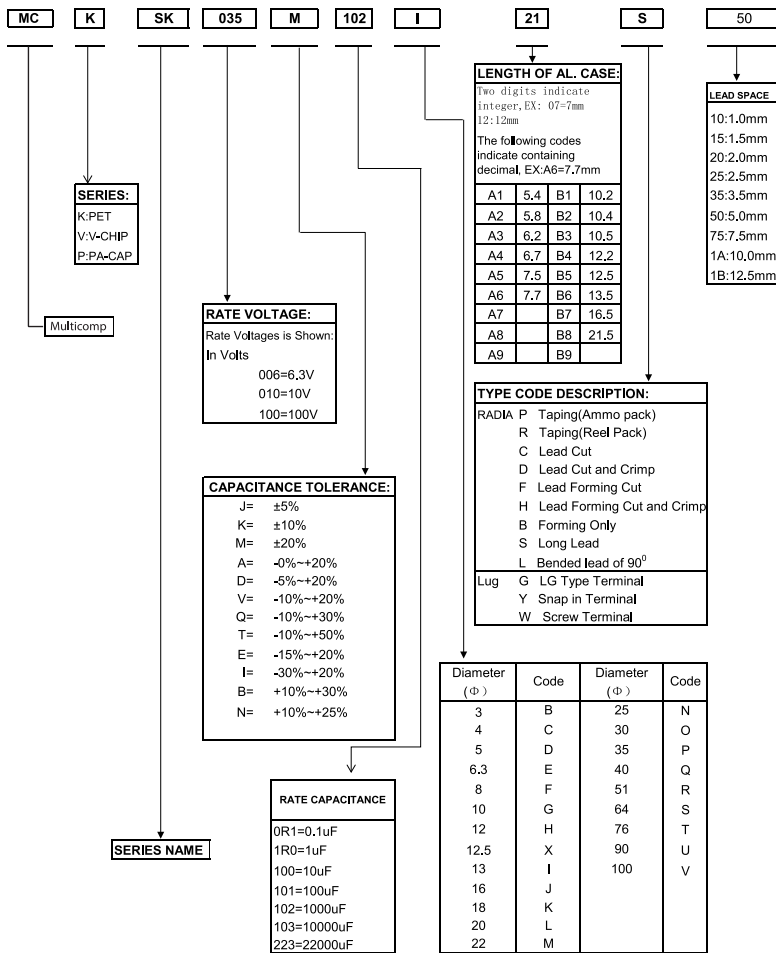 MC K SK 035 M 102 I 21 S 50
LENGTH OF AL. CASE:
Two digits indicate
integer,EX: 07=7mm
12:12mm
The following codes
indicate containing
decimal, EX:A6=7.7mm
A1 5.4 B1 10.2
A2 5.8 B2 10.4
A3 6.2 B3 10.5
A4 6.7 B4 12.2
A5 7.5 B5 12.5
A6 7.7 B6 13.5
A7 B7 16.5
A8 B8 21.5
A9 B9
LEAD SPACE
10:1.0mm
15:1.5mm
20:2.0mm
25:2.5mm
35:3.5mm
50:5.0mm
75:7.5mm
1A:10.0mm
1B:12.5mm
SERIES:
K:PET
V:V-CHIP
P:PA-CAP
Multicomp
RATE VOLTAGE:
Rate Voltages is Shown:
In Volts
006=6.3V
010=10V
100=100V
TYPE CODE DESCRIPTION:
RADIA P Taping(Ammo pack)
R Taping(Reel Pack)
C Lead Cut
D Lead Cut and Crimp
F Lead Forming Cut
H Lead Forming Cut and Crimp
B Forming Only
S Long Lead
L Bended lead of 90⁰
Lug G LG Type Terminal
Y Snap in Terminal
W Screw Terminal
CAPACITANCE TOLERANCE:
J= ±5%
K= ±10%
M= ±20%
A= -0%~+20%
D= -5%~+20%
V= -10%~+20%
Q= -10%~+30%
T= -10%~+50%
E= -15%~+20%
I= -30%~+20%
B= +10%~+30%
N= +10%~+25%
Diameter Code Diameter Code
(Φ) (Φ)
3 B 25 N
4 C 30 O
5 D 35 P
6.3 E 40 Q
8 F 51 R
10 G 64 S
12 H 76 T
12.5 X 90 U
13 I 100 V
16 J
18 K
20 L
22 M
RATE CAPACITANCE
0R1=0.1uF
1R0=1uF
100=10uF
101=100uF
102=1000uF
103=10000uF
223=22000uF
SERIES NAME